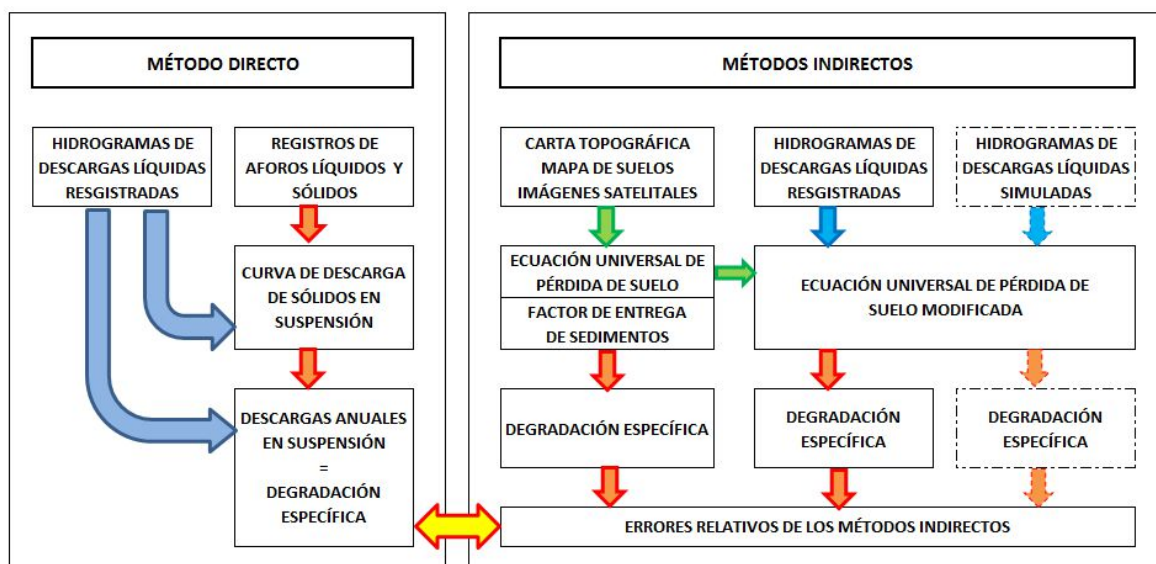 MÉTODO DIRECTO
HIDROGRAMAS DE
DESCARGAS LÍQUIDAS
RESGISTRADAS
REGISTROS DE
AFOROS LÍQUIDOS Y
SÓLIDOS
CURVA DE DESCARGA
DE SÓLIDOS EN
SUSPENSIÓN
DESCARGAS ANUALES
EN SUSPENSIÓN
=
DEGRADACIÓN
ESPECÍFICA
MÉTODOS INDIRECTOS
CARTA TOPOGRÁFICA
MAPA DE SUELOS
IMÁGENES SATELITALES
HIDROGRAMAS DE
DESCARGAS LÍQUIDAS
RESGISTRADAS
HIDROGRAMAS DE
DESCARGAS LÍQUIDAS
SIMULADAS
ECUACIÓN UNIVERSAL DE
PÉRDIDA DE SUELO
FACTOR DE ENTREGA
DE SEDIMENTOS
ECUACIÓN UNIVERSAL DE PÉRDIDA DE
SUELO MODIFICADA
DEGRADACIÓN ESPECÍFICA
DEGRADACIÓN
ESPECÍFICA
DEGRADACIÓN
ESPECÍFICA
ERRORES RELATIVOS DE LOS MÉTODOS INDIRECTOS